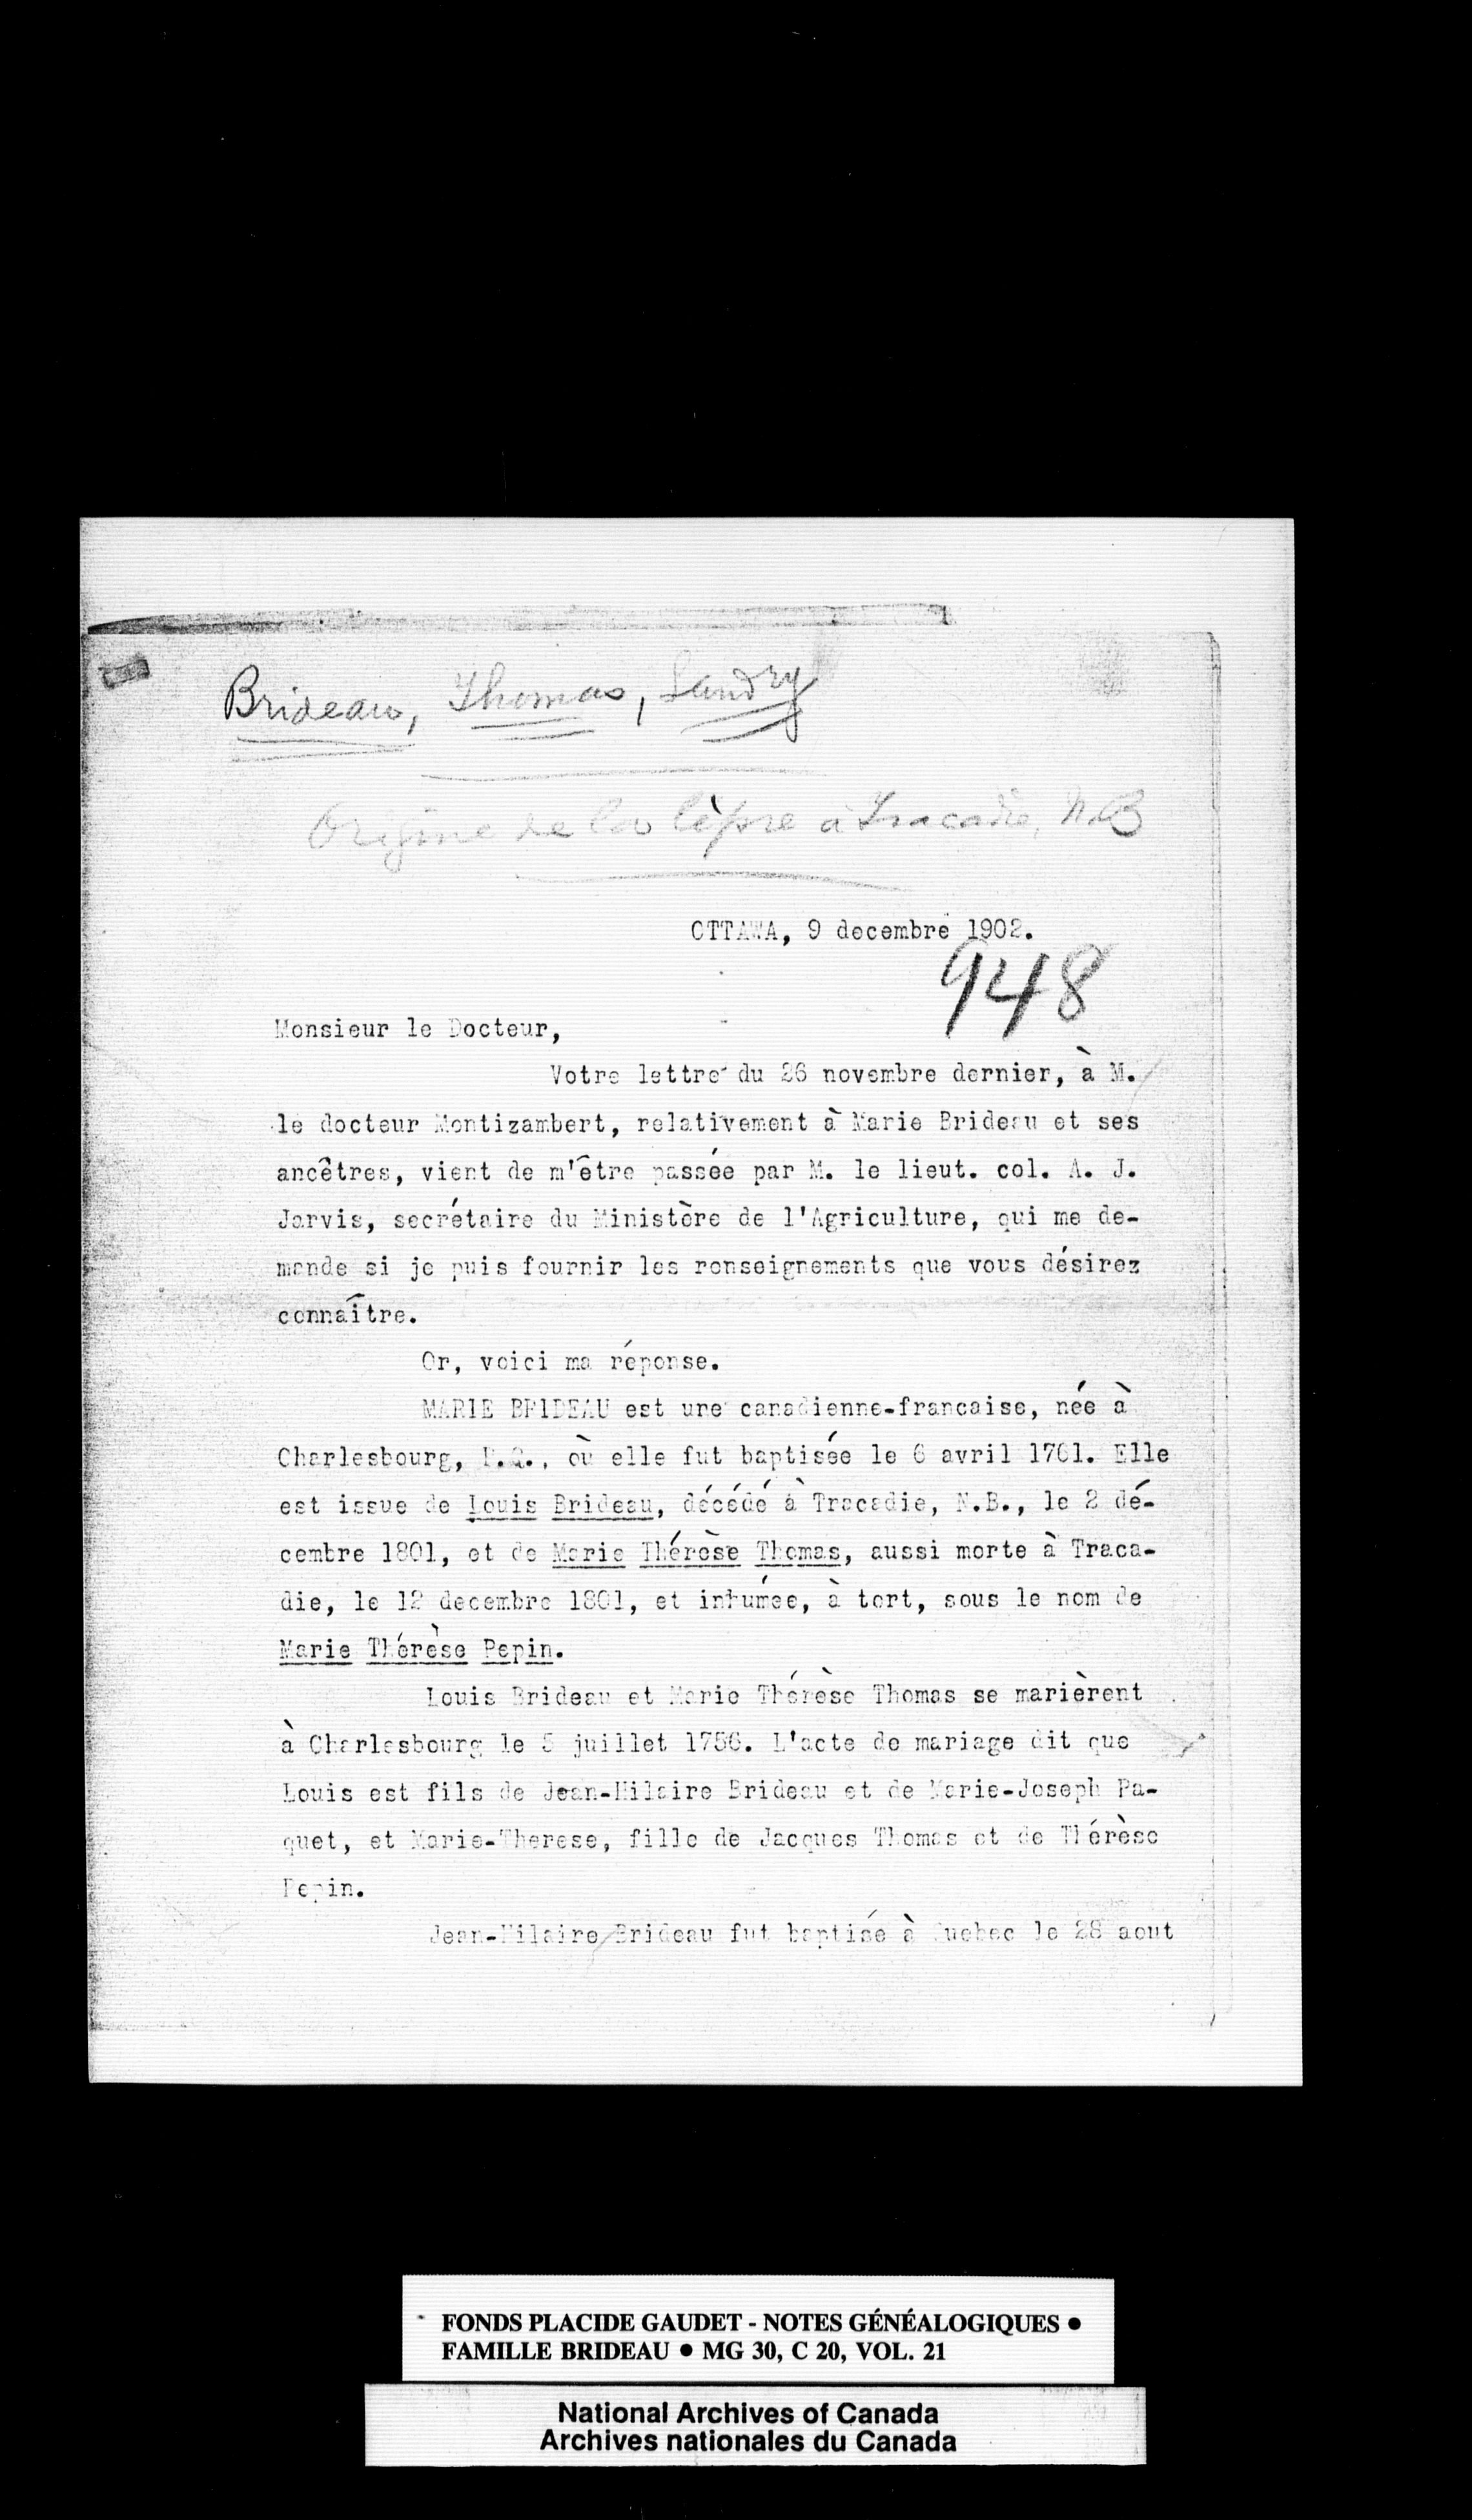 Brideau, Thomas, Landry
Origine de la lèpre à Tracadie, N.B
OTTAWA, 9 decembre 1902.
948
Monsieur le Docteur,
Votre lettre du 26 novembre dernier, à M.
le docteur Montizambert, relativement à Marie Brideau et ses
ancêtres, vient de m'être passée par M. le lieut. col. A. J.
Jarvis, secrétaire du Ministère de l'Agriculture, qui me de-
mande si je puis fournir les renseignements que vous désirez
connaître.
Or, voici ma réponse.
MARIE BRIDEAU est une canadienne-francaise, née à
Charlesbourg, P.Q., où elle fut baptisée le 6 avril 1761. Elle
est issue de Louis Brideau, décédé à Tracadie, N.B., le 2 dé-
cembre 1801, et de Marie Thérèse Thomas, aussi morte à Traca-
die, le 12 decembre 1801, et inhumée, à tort, sous le nom de
Marie Thérèse Pepin.
Louis Brideau et Marie Thérèse Thomas se marièrent
à Charlesbourg le 5 juillet 1756. L'acte de mariage dit que
Louis est fils de Jean-Hilaire Brideau et de Marie-Joseph Pa-
quet, et Marie-Therese, fille de Jacques Thomas et de Thérèse
Pepin.
Jean-Hilaire Brideau fut baptisé à Quebec le 28 aout
FONDS PLACIDE GAUDET - NOTES GÉNÉALOGIQUES ●
FAMILLE BRIDEAU ● MG 30, C 20, VOL. 21
National Archives of Canada
Archives nationales du Canada